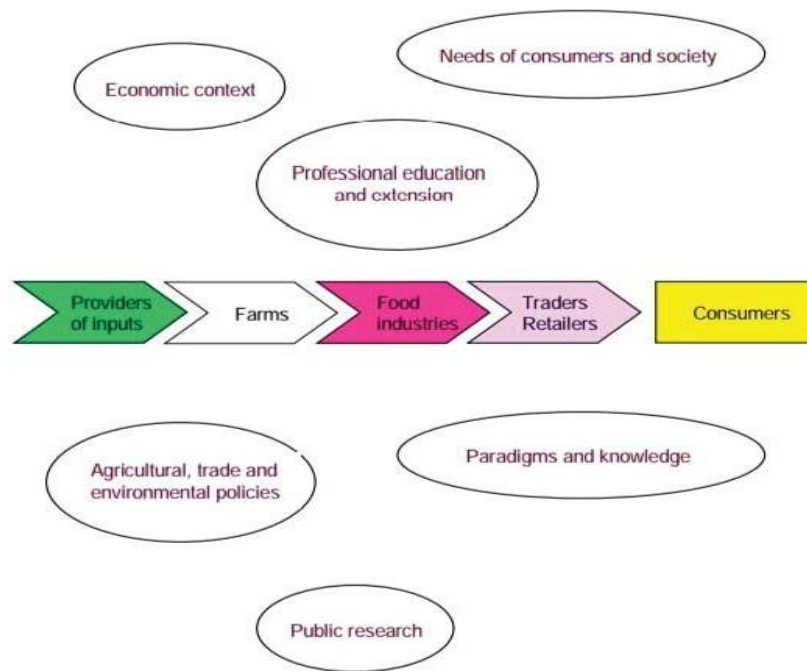 Needs of consumers and society
Economic context
Professional education
and extension
Providers
of inputs
Farms
Food
industries
Traders
Retailers
Consumers
Agricultural, trade and
environmental policies
Paradigms and knowledge
Public research